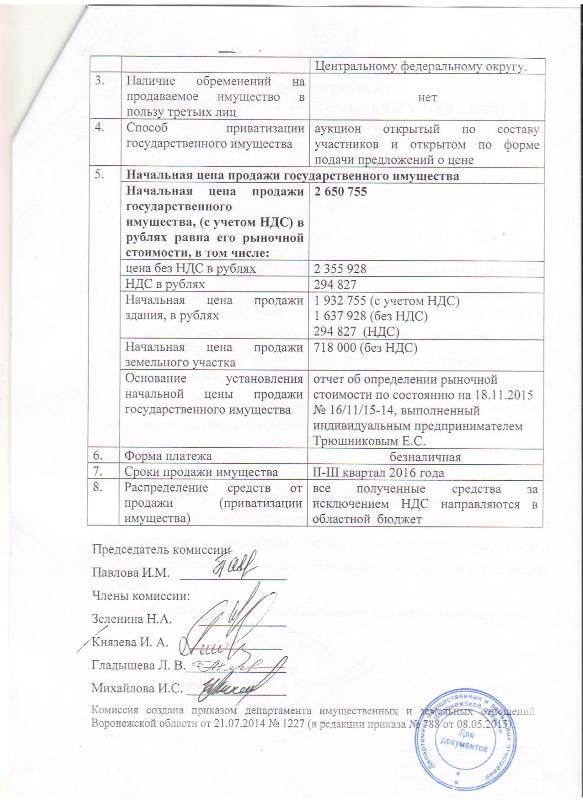 Центральному федеральному округу.
3. Наличие обременений на
продаваемое имущество в
пользу третьих лиц
нет
4. Способ приватизации
государственного имущества
аукцион открытый по составу
участников и открытом по форме
подачи предложений о цене
5. Начальная цена продажи государственного имущества
Начальная цена продажи
государственного
имущества, (с учетом НДС) в
рублях равна его рыночной
стоимости, в том числе:
2 650 755
цена без НДС в рублях
2 355 928
НДС в рублях
294 827
Начальная цена продажи
здания, в рублях
1 932 755 (с учетом НДС)
1 637 928 (без НДС)
294 827 (НДС)
Начальная цена продажи
земельного участка
718 000 (без НДС)
Основание установления
начальной цены продажи
государственного имущества
отчет об определении рыночной
стоимости по состоянию на 18.11.2015
№ 16/11/15-14, выполненный
индивидуальным предпринимателем
Трюшниковым Е.С.
6. Форма платежа
безналичная
7. Сроки продажи имущества
II-III квартал 2016 года
8. Распределение средств от
продажи (приватизации
имущества)
все полученные средства за
исключением НДС направляются в
областной бюджет
Председатель комиссии:
Павлова И.М.
Члены комиссии:
Зеленина Н.А.
Князева И. А.
Гладышева Л. В.
Михайлова И.С.
Комиссия создана приказом департамента имущественных и земельных отношений
Воронежской области от 21.07.2014 № 1227 (в редакции приказа № 788 от 08.05.2015)
Для
документов